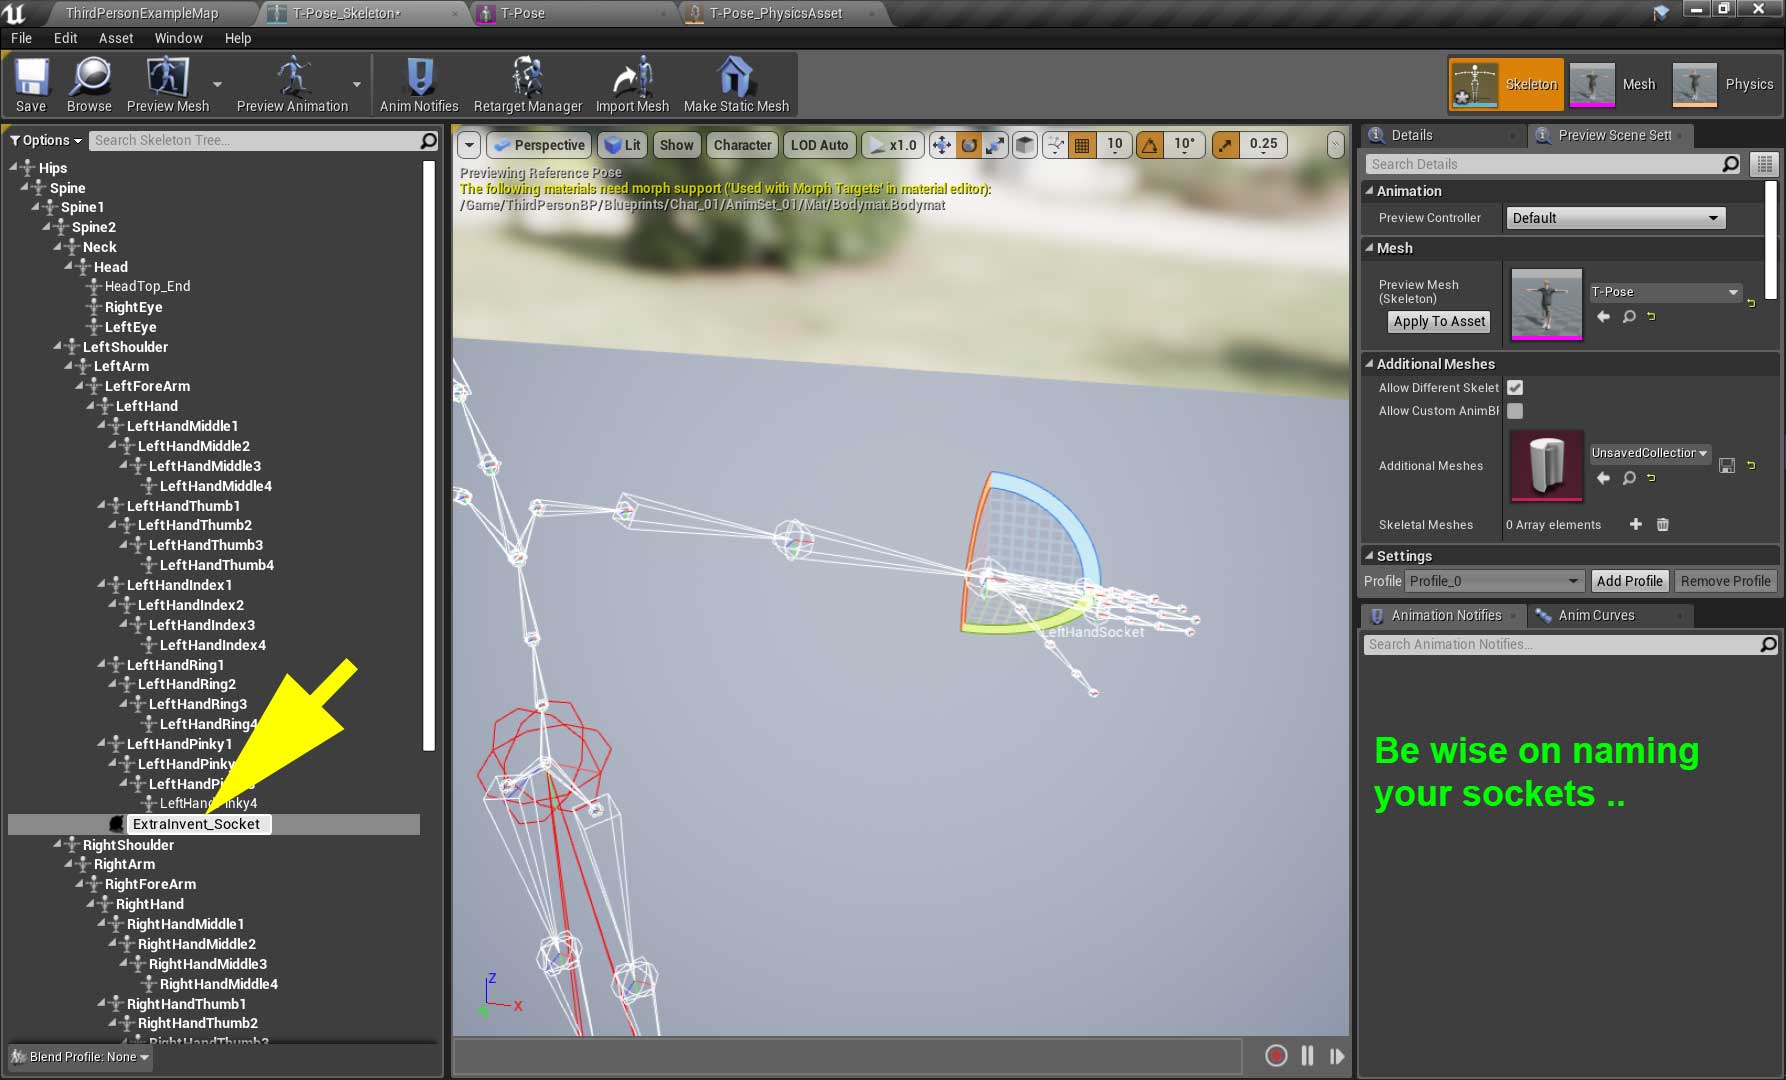 ThirdPersonExampleMap
T-Pose_Skeleton*
T-Pose
T-Pose_PhysicsAsset
File Edit Asset Window Help
Save
Browse
Preview Mesh
Preview Animation
Anim Notifies
Retarget Manager
Import Mesh
Make Static Mesh
Skeleton
Mesh
Physics
Options
Search Skeleton Tree...
Hips
Spine
Spine1
Spine2
Neck
Head
HeadTop_End
RightEye
LeftEye
LeftShoulder
LeftArm
LeftForeArm
LeftHand
LeftHandMiddle1
LeftHandMiddle2
LeftHandMiddle3
LeftHandMiddle4
LeftHandThumb1
LeftHandThumb2
LeftHandThumb3
LeftHandThumb4
LeftHandIndex1
LeftHandIndex2
LeftHandIndex3
LeftHandIndex4
LeftHandRing1
LeftHandRing2
LeftHandRing3
LeftHandRing4
LeftHandPinky1
LeftHandPinky
LeftHandPi
LeftHandPinky4
ExtraInvent_Socket
RightShoulder
RightArm
RightForeArm
RightHand
RightHandMiddle1
RightHandMiddle2
RightHandMiddle3
RightHandMiddle4
RightHandThumb1
RightHandThumb2
RightHandThumb3
Blend Profile: None
Perspective Lit Show Character LOD Auto x1.0 10 10° 0.25
Previewing Reference Pose
The following materials need morph support ('Used with Morph Targets' in material editor):
/Game/ThirdPersonBP/Blueprints/Char_01/AnimSet_01/Mat/Bodymat.Bodymat
LeftHandSocket
Z
X
Details
Preview Scene Sett
Search Details
Animation
Preview Controller
Default
Mesh
Preview Mesh
(Skeleton)
Apply To Asset
T-Pose
Additional Meshes
Allow Different Skelet
Allow Custom AnimBl
Additional Meshes
UnsavedCollection
Skeletal Meshes
0 Array elements
Settings
Profile Profile_0 Add Profile Remove Profile
Animation Notifies
Anim Curves
Search Animation Notifies...
Be wise on naming
your sockets ..